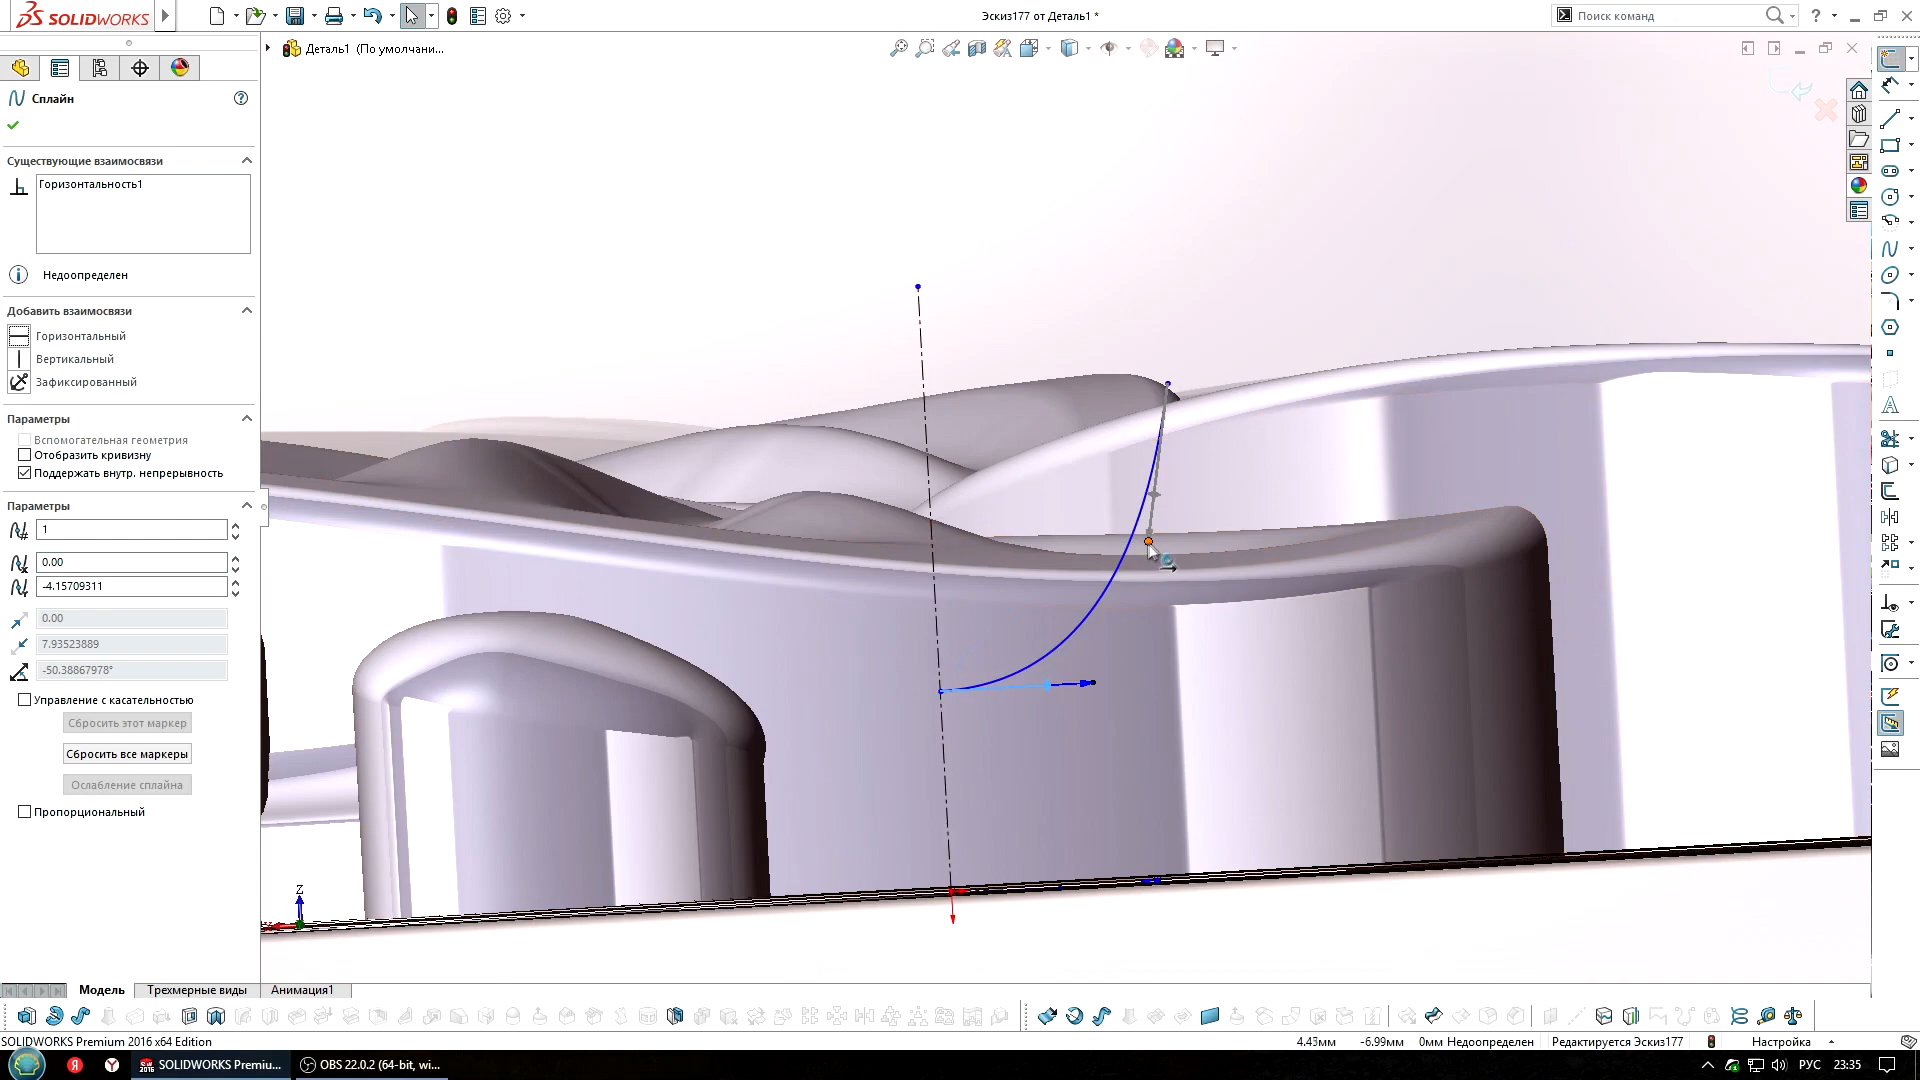 SOLIDWORKS
Эскиз177 от Деталь1 *
Поиск команд
Деталь1 (По умолчани...
Сплайн
Существующие взаимосвязи
Горизонтальность1
Недоопределен
Добавить взаимосвязи
Горизонтальный
Вертикальный
Зафиксированный
Параметры
Вспомогательная геометрия
Отобразить кривизну
Поддержать внутр. непрерывность
Параметры
1
0.00
-4.15709311
0.00
7.93523889
-50.38867978°
Управление с касательностью
Сбросить этот маркер
Сбросить все маркеры
Ослабление сплайна
Пропорциональный
Z
Модель
Трехмерные виды
Анимация1
SOLIDWORKS Premium 2016 x64 Edition
4.43мм
-6.99мм
0мм Недоопределен
Редактируется Эскиз177
Настройка
SOLIDWORKS Premiu...
OBS 22.0.2 (64-bit, wi...
РУС
23:35